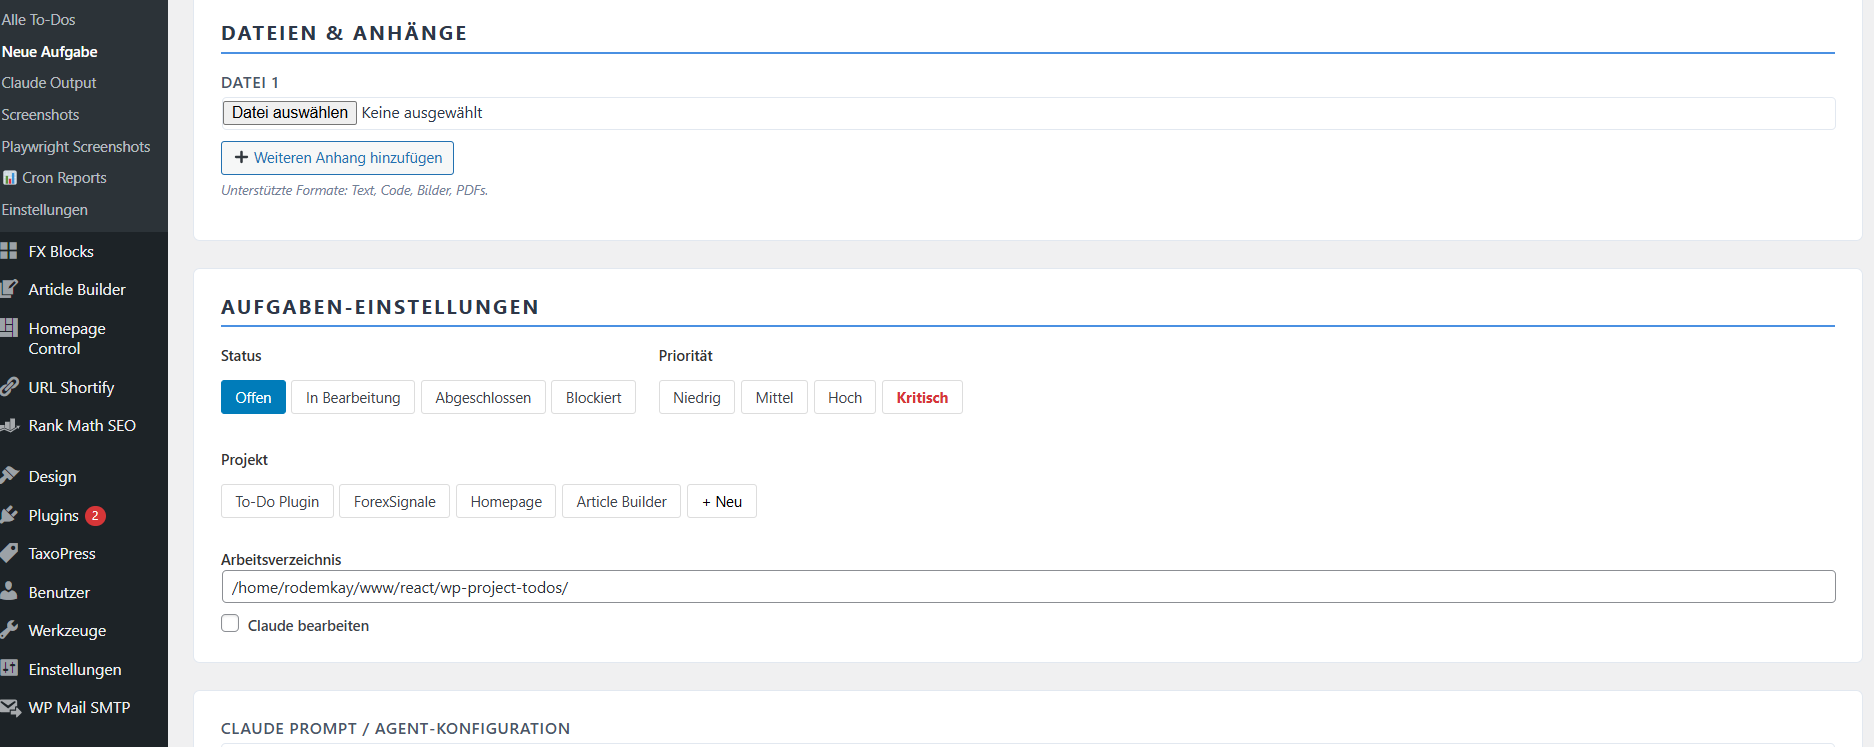 Alle To-Dos
Neue Aufgabe
Claude Output
Screenshots
Playwright Screenshots
Cron Reports
Einstellungen
FX Blocks
Article Builder
Homepage
Control
URL Shortify
Rank Math SEO
Design
Plugins 2
TaxoPress
Benutzer
Werkzeuge
Einstellungen
WP Mail SMTP
DATEIEN & ANHÄNGE
DATEI 1
Datei auswählen Keine ausgewählt
+ Weiteren Anhang hinzufügen
Unterstützte Formate: Text, Code, Bilder, PDFs.
AUFGABEN-EINSTELLUNGEN
Status
Offen In Bearbeitung Abgeschlossen Blockiert
Priorität
Niedrig Mittel Hoch Kritisch
Projekt
To-Do Plugin ForexSignale Homepage Article Builder + Neu
Arbeitsverzeichnis
/home/rodemkay/www/react/wp-project-todos/
Claude bearbeiten
CLAUDE PROMPT / AGENT-KONFIGURATION